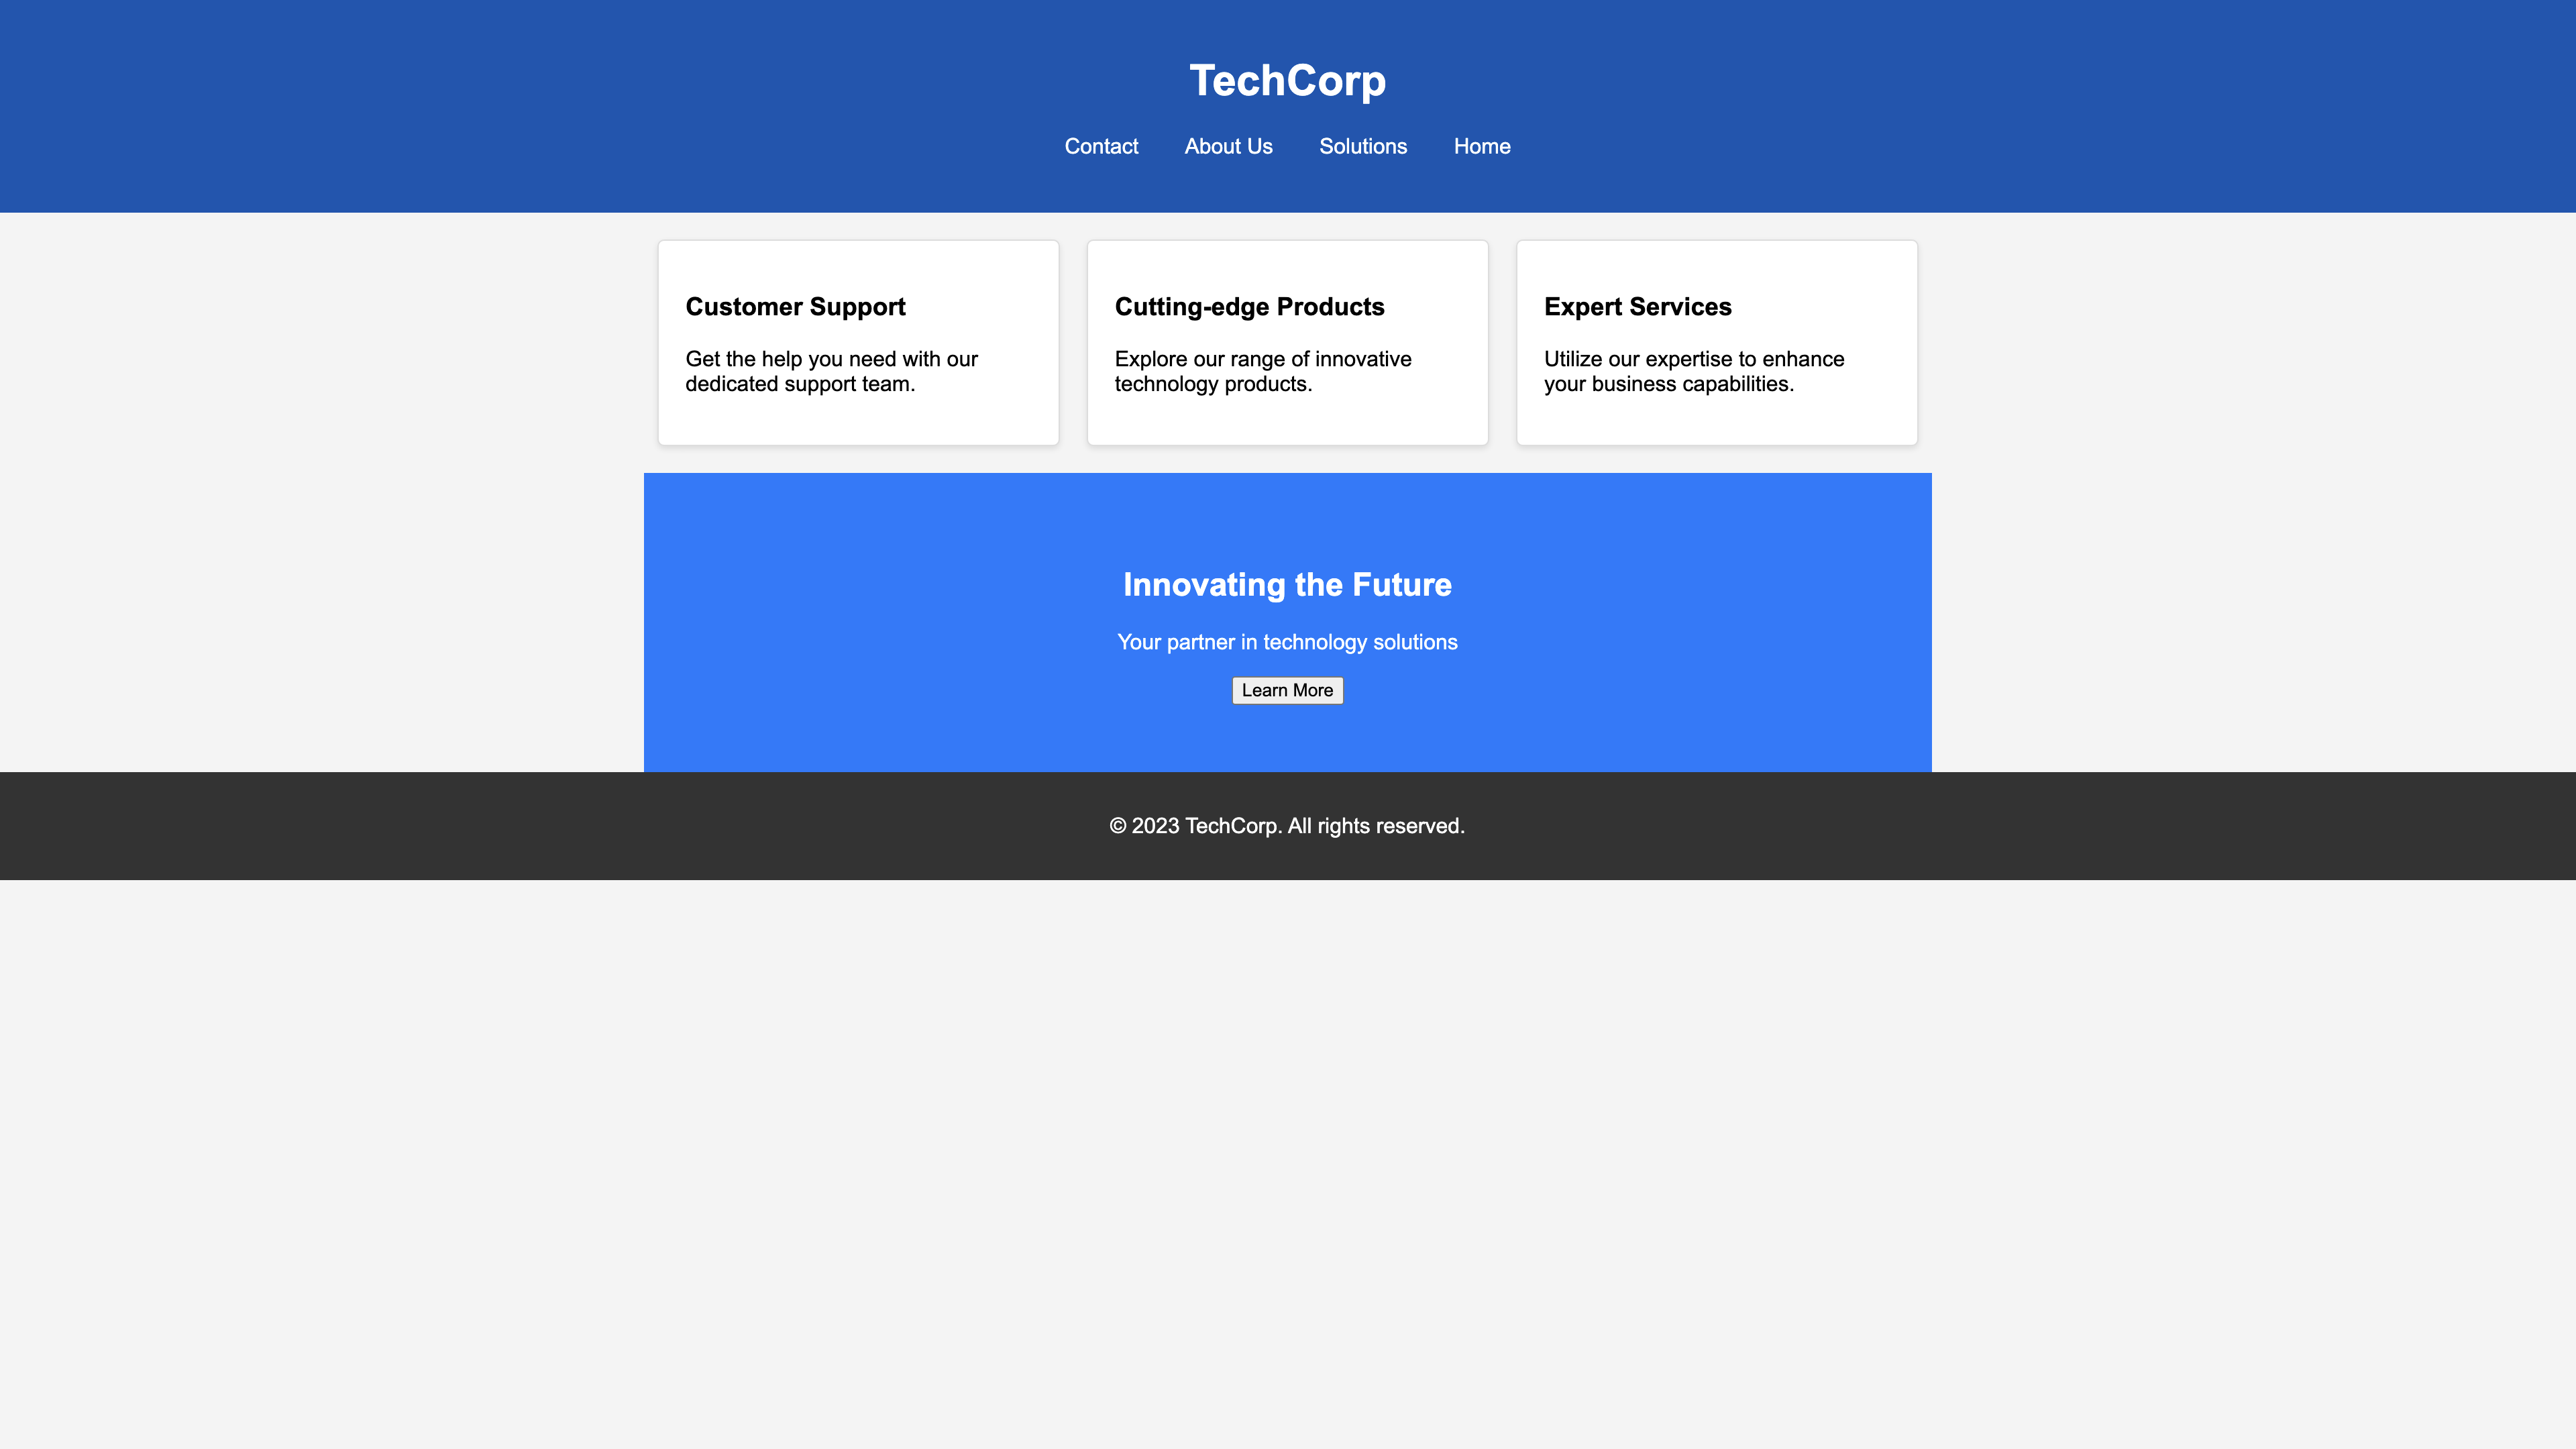 TechCorp
Contact About Us Solutions Home
Customer Support
Get the help you need with our
dedicated support team.
Cutting-edge Products
Explore our range of innovative
technology products.
Expert Services
Utilize our expertise to enhance
your business capabilities.
Innovating the Future
Your partner in technology solutions
Learn More
© 2023 TechCorp. All rights reserved.